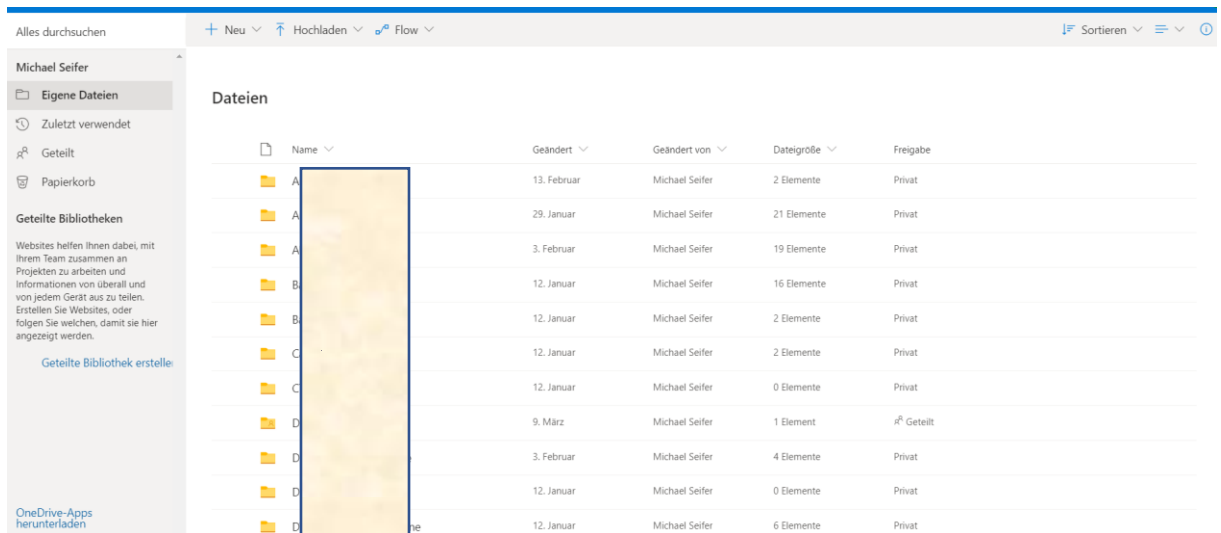 Alles durchsuchen
Neu Hochladen Flow Sortieren
Michael Seifer
Eigene Dateien
Zuletzt verwendet
Geteilt
Papierkorb
Geteilte Bibliotheken
Websites helfen Ihnen dabei, mit
Ihrem Team zusammen an
Projekten zu arbeiten und
Informationen von überall und
von jedem Gerät aus zu teilen.
Erstellen Sie Websites, oder
folgen Sie welchen, damit sie hier
angezeigt werden.
Geteilte Bibliothek erstelle
OneDrive-Apps
herunterladen
Dateien
Name Geändert Geändert von Dateigröße Freigabe
A 13. Februar Michael Seifer 2 Elemente Privat
A 29. Januar Michael Seifer 21 Elemente Privat
A 3. Februar Michael Seifer 19 Elemente Privat
Ba 12. Januar Michael Seifer 16 Elemente Privat
Ba 12. Januar Michael Seifer 2 Elemente Privat
C 12. Januar Michael Seifer 2 Elemente Privat
C 12. Januar Michael Seifer 0 Elemente Privat
D 9. März Michael Seifer 1 Element Geteilt
D 3. Februar Michael Seifer 4 Elemente Privat
D 12. Januar Michael Seifer 0 Elemente Privat
D ne 12. Januar Michael Seifer 6 Elemente Privat